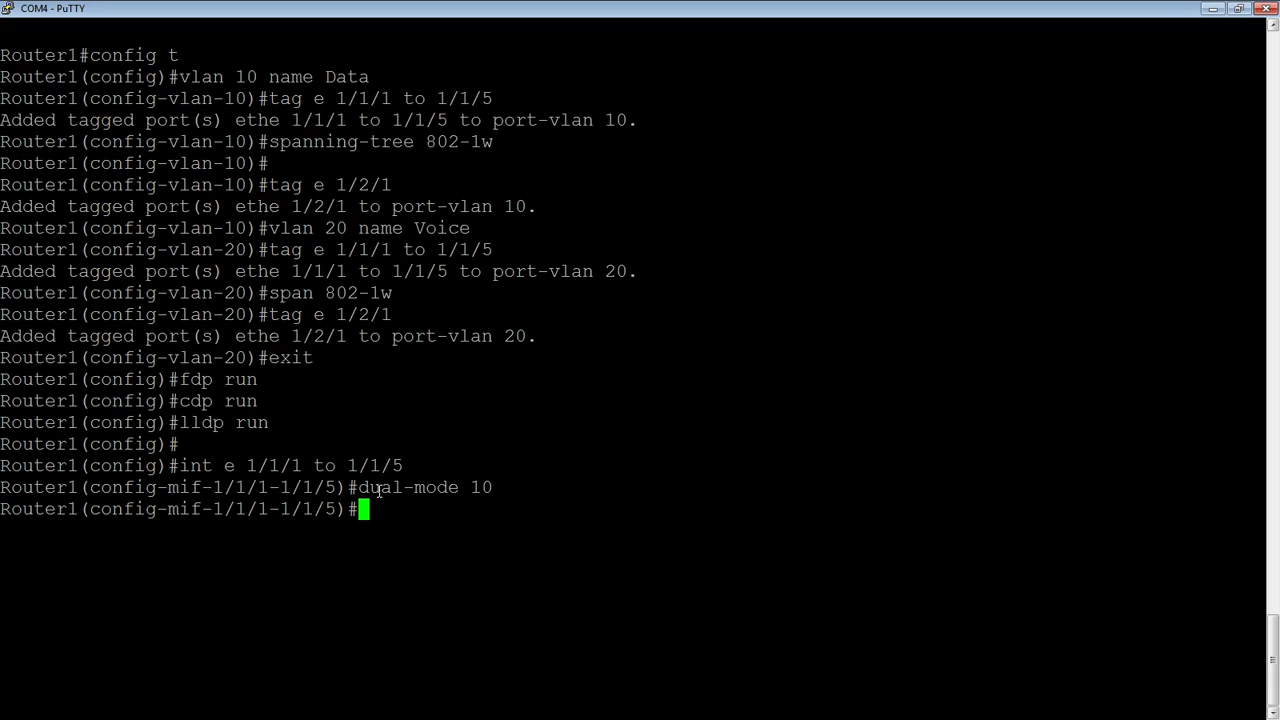 COM4 - PuTTY
Router1#config t
Router1(config)#vlan 10 name Data
Router1(config-vlan-10)#tag e 1/1/1 to 1/1/5
Added tagged port(s) ethe 1/1/1 to 1/1/5 to port-vlan 10.
Router1(config-vlan-10)#spanning-tree 802-1w
Router1(config-vlan-10)#
Router1(config-vlan-10)#tag e 1/2/1
Added tagged port(s) ethe 1/2/1 to port-vlan 10.
Router1(config-vlan-10)#vlan 20 name Voice
Router1(config-vlan-20)#tag e 1/1/1 to 1/1/5
Added tagged port(s) ethe 1/1/1 to 1/1/5 to port-vlan 20.
Router1(config-vlan-20)#span 802-1w
Router1(config-vlan-20)#tag e 1/2/1
Added tagged port(s) ethe 1/2/1 to port-vlan 20.
Router1(config-vlan-20)#exit
Router1(config)#fdp run
Router1(config)#cdp run
Router1(config)#lldp run
Router1(config)#
Router1(config)#int e 1/1/1 to 1/1/5
Router1(config-mif-1/1/1-1/1/5)#dual-mode 10
Router1(config-mif-1/1/1-1/1/5)#